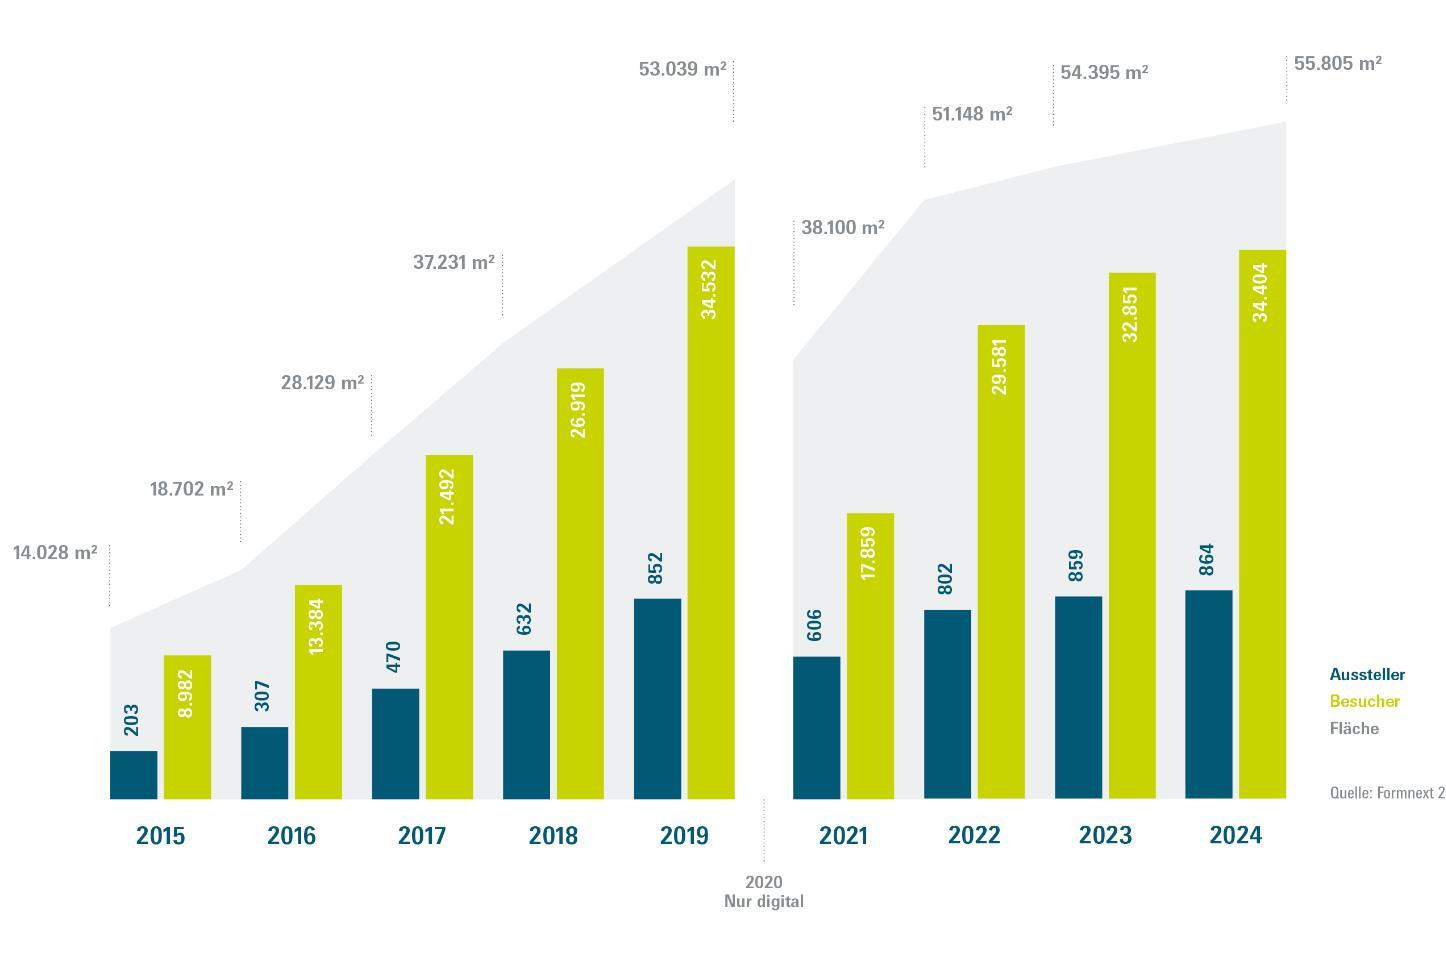 53.039 m²
55.805 m²
54.395 m²
51.148 m²
38.100 m²
37.231 m²
28.129 m²
18.702 m²
14.028 m²
203
8.982
307
13.384
470
21.492
632
26.919
852
34.532
606
17.859
802
29.581
859
32.851
864
34.404
Aussteller
Besucher
Fläche
Quelle: Formnext 2
2015
2016
2017
2018
2019
2021
2022
2023
2024
2020
Nur digital